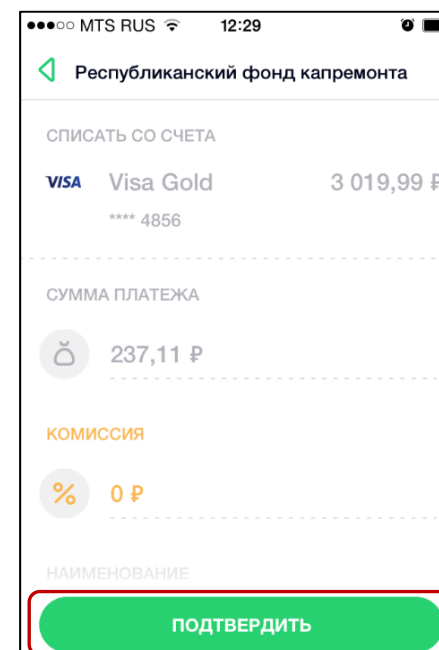 MTS RUS 12:29
Республиканский фонд капремонта
СПИСАТЬ СО СЧЕТА
VISA Visa Gold 3 019,99 ₽
**** 4856
СУММА ПЛАТЕЖА
237,11 ₽
КОМИССИЯ
% 0 ₽
НАИМЕНОВАНИЕ
ПОДТВЕРДИТЬ